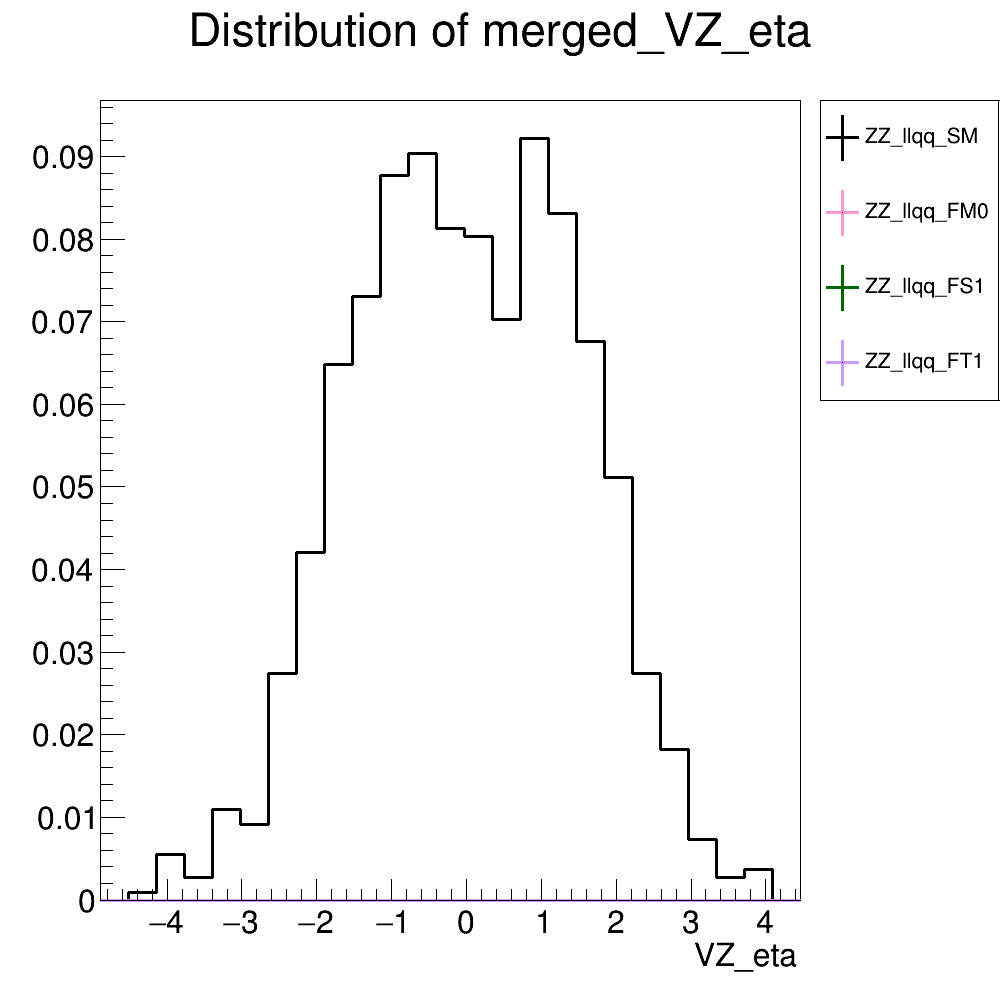 Distribution of merged_VZ_eta
0.09
0.08
0.07
0.06
0.05
0.04
0.03
0.02
0.01
0
−4 −3 −2 −1 0 1 2 3 4
VZ_eta
ZZ_llqq_SM
ZZ_llqq_FM0
ZZ_llqq_FS1
ZZ_llqq_FT1